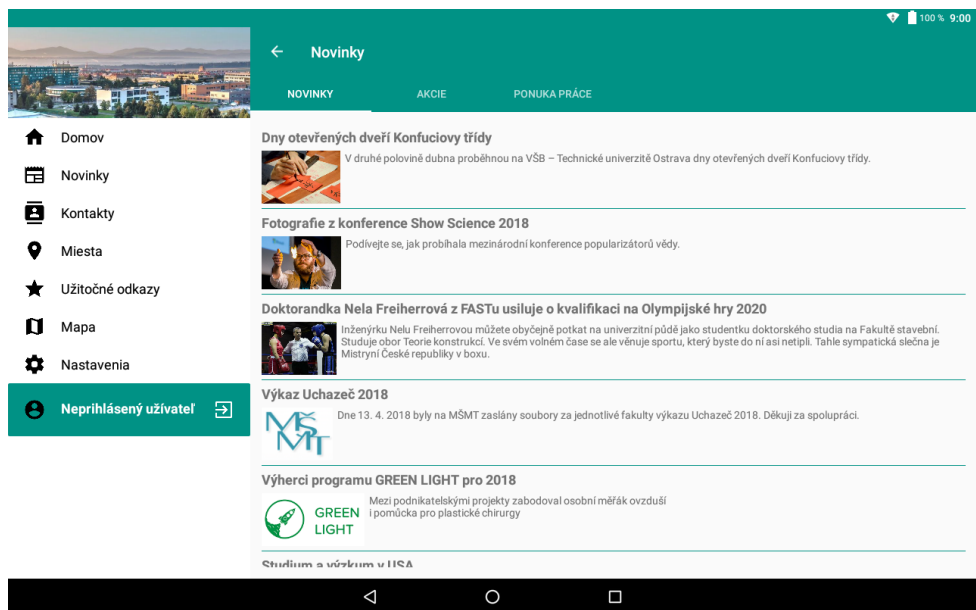 100 % 9:00
Novinky
NOVINKY AKCIE PONUKA PRÁCE
Domov
Novinky
Kontakty
Miesta
Užitočné odkazy
Mapa
Nastavenia
Neprihlásený užívateľ
Dny otevřených dveří Konfuciovy třídy
V druhé polovině dubna proběhnou na VŠB – Technické univerzitě Ostrava dny otevřených dveří Konfuciovy třídy.
Fotografie z konference Show Science 2018
Podívejte se, jak probíhala mezinárodní konference popularizátorů vědy.
Doktorandka Nela Freiherrová z FASTu usiluje o kvalifikaci na Olympijské hry 2020
Inženýrku Nelu Freiherrovou můžete obyčejně potkat na univerzitní půdě jako studentku doktorského studia na Fakultě stavební.
Studuje obor Teorie konstrukcí. Ve svém volném čase se ale věnuje sportu, který byste do ní asi netipli. Tahle sympatická slečna je
Mistryní České republiky v boxu.
Výkaz Uchazeč 2018
MŠ
MT
Dne 13. 4. 2018 byly na MŠMT zaslány soubory za jednotlivé fakulty výkazu Uchazeč 2018. Děkuji za spolupráci.
Výherci programu GREEN LIGHT pro 2018
GREEN
LIGHT
Mezi podnikatelskými projekty zabodoval osobní měřák ovzduší
i pomůcka pro plastické chirurgy
Studium a výzkum v USA